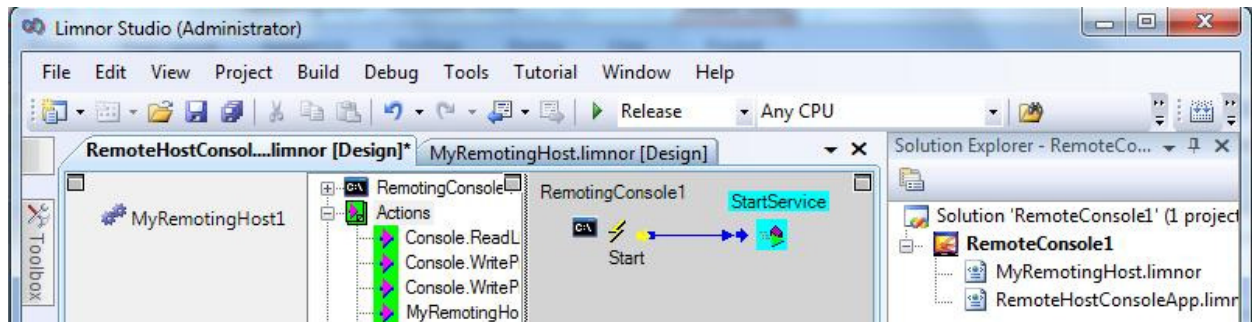 Limnor Studio (Administrator)
File Edit View Project Build Debug Tools Tutorial Window Help
Release Any CPU
RemoteHostConsol....limnor [Design]* MyRemotingHost.limnor [Design]
Solution Explorer - RemoteCo...
Toolbox
MyRemotingHost1
RemotingConsole
Actions
Console.ReadL
Console.WriteP
Console.WriteP
MyRemotingHo
RemotingConsole1
StartService
Start
Solution 'RemoteConsole1' (1 project
RemoteConsole1
MyRemotingHost.limnor
RemoteHostConsoleApp.limn